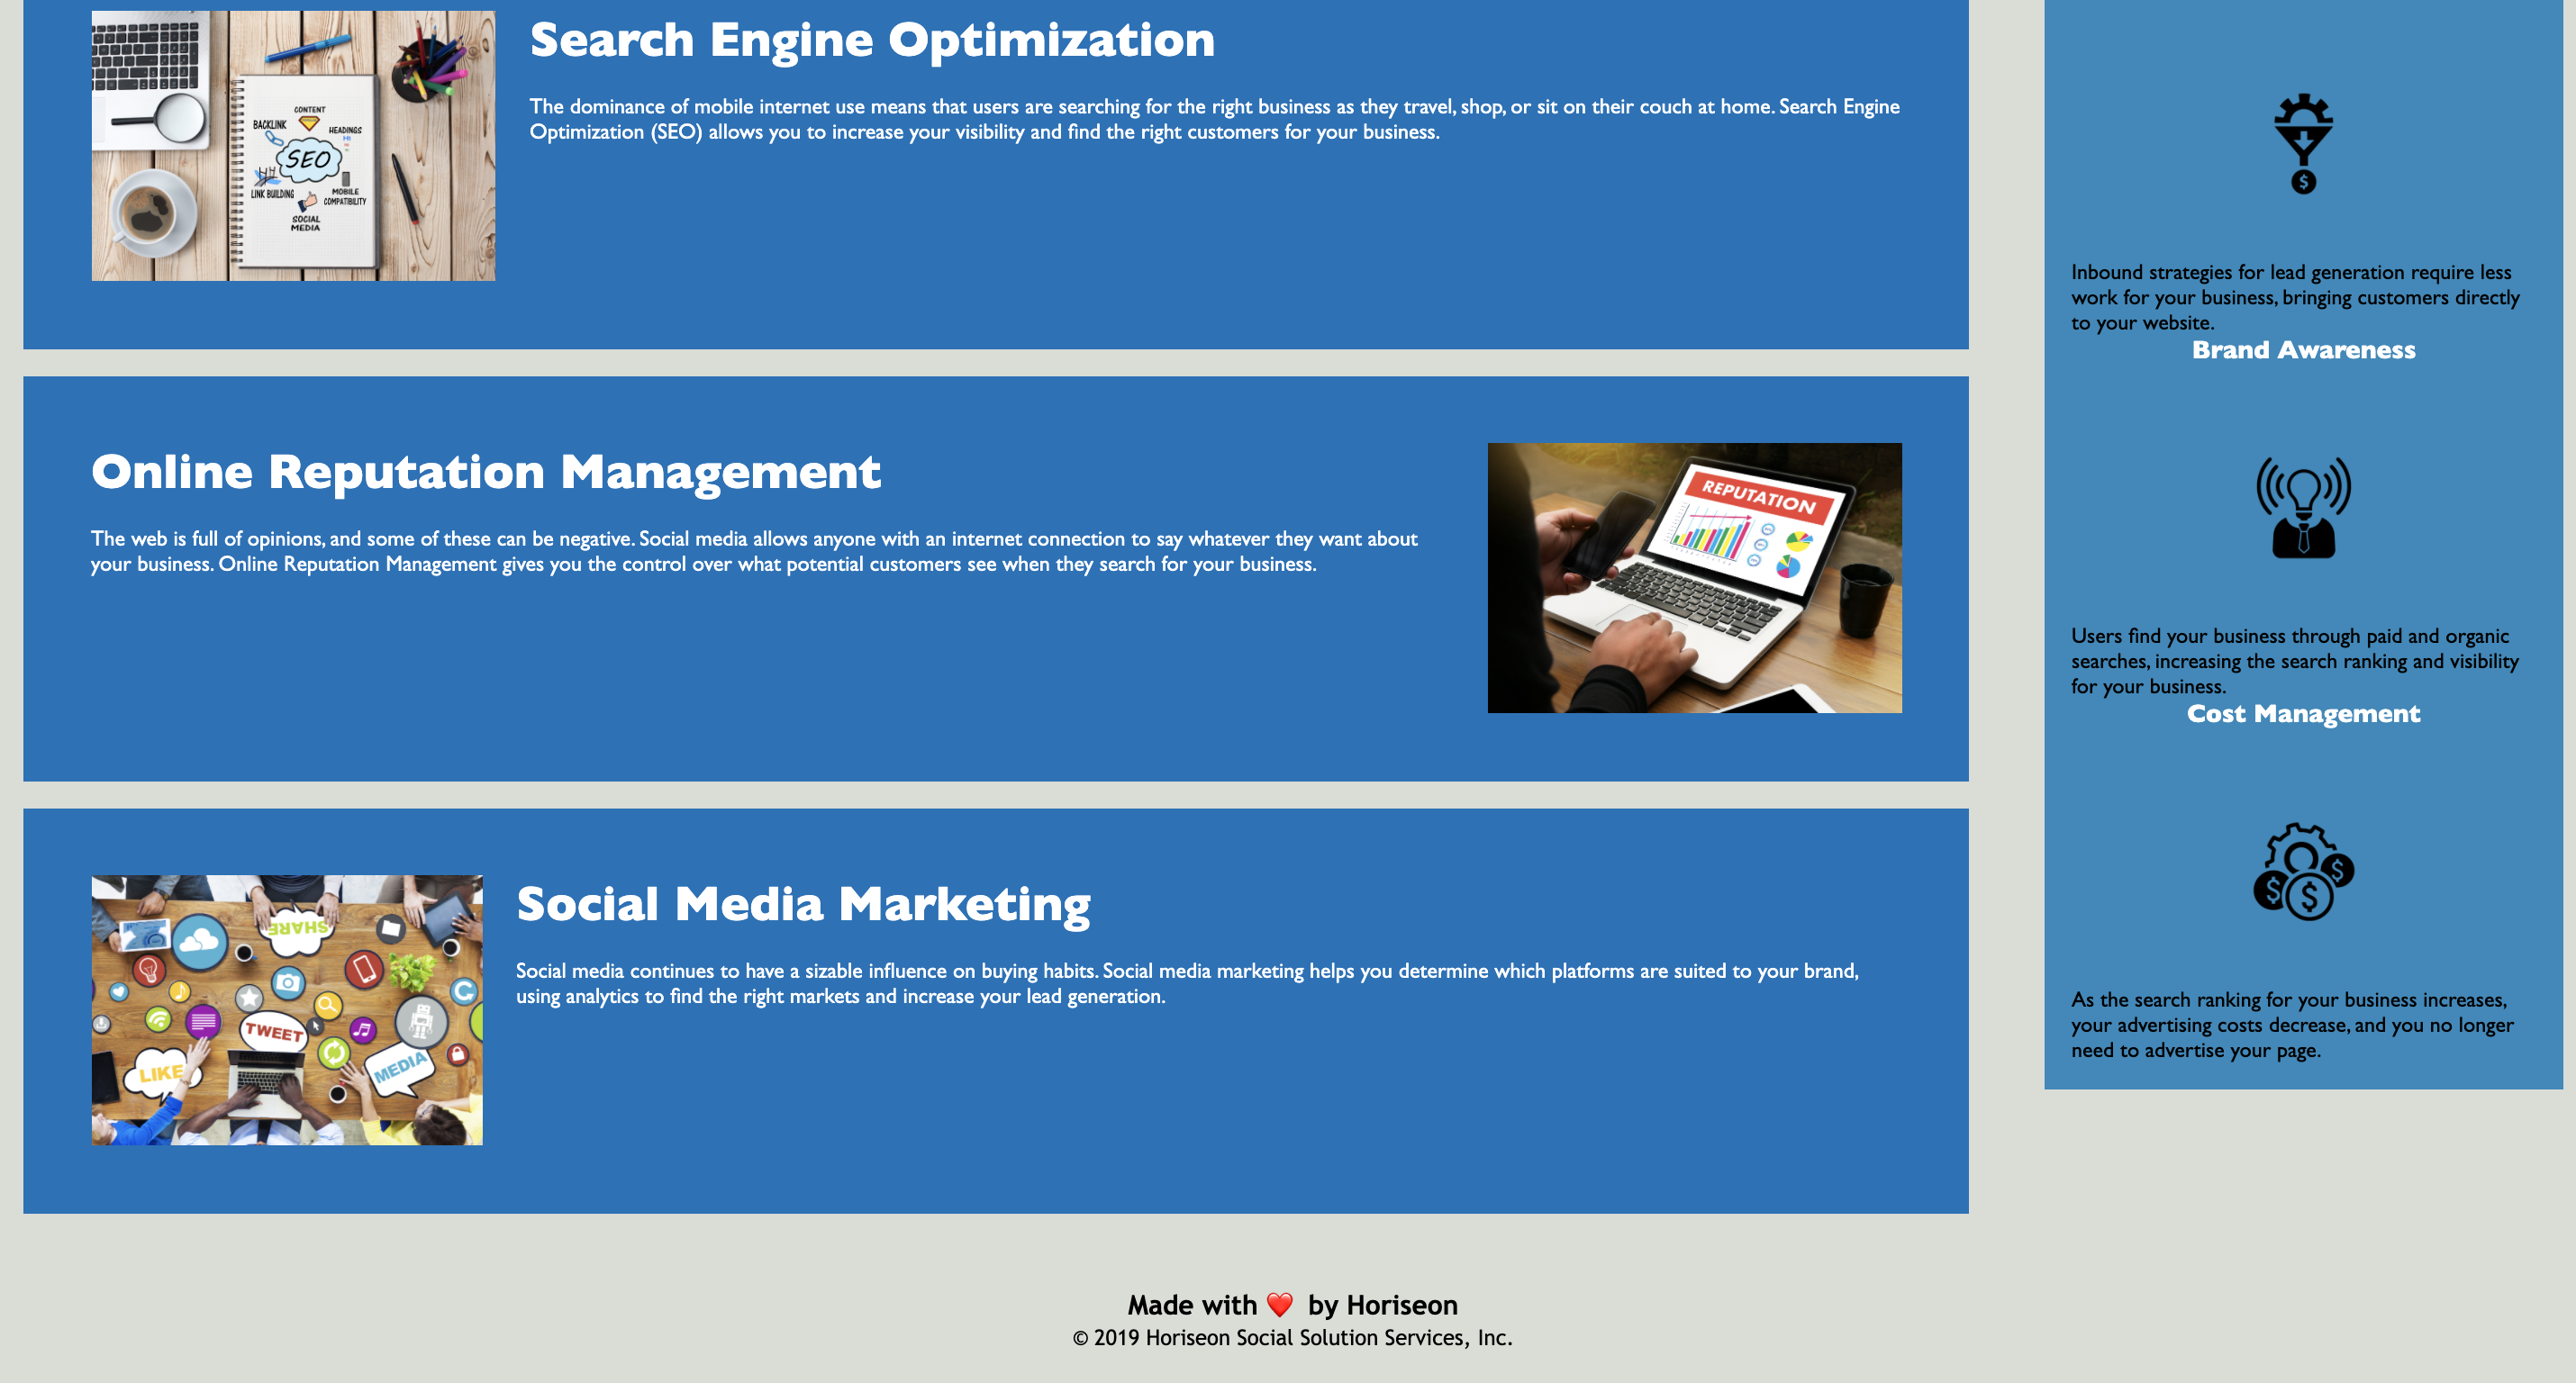 Search Engine Optimization
The dominance of mobile internet use means that users are searching for the right business as they travel, shop, or sit on their couch at home. Search Engine
Optimization (SEO) allows you to increase your visibility and find the right customers for your business.
CONTENT
BACKLINK
HEADINGS
SEO
LINK BUILDING
MOBILE
COMPATIBILITY
SOCIAL
MEDIA
Online Reputation Management
The web is full of opinions, and some of these can be negative. Social media allows anyone with an internet connection to say whatever they want about
your business. Online Reputation Management gives you the control over what potential customers see when they search for your business.
REPUTATION
Social Media Marketing
Social media continues to have a sizable influence on buying habits. Social media marketing helps you determine which platforms are suited to your brand,
using analytics to find the right markets and increase your lead generation.
SHARE
TWEET
LIKE
MEDIA
$
Inbound strategies for lead generation require less
work for your business, bringing customers directly
to your website.
Brand Awareness
Users find your business through paid and organic
searches, increasing the search ranking and visibility
for your business.
Cost Management
$ $ $
As the search ranking for your business increases,
your advertising costs decrease, and you no longer
need to advertise your page.
Made with ❤️ by Horiseon
© 2019 Horiseon Social Solution Services, Inc.